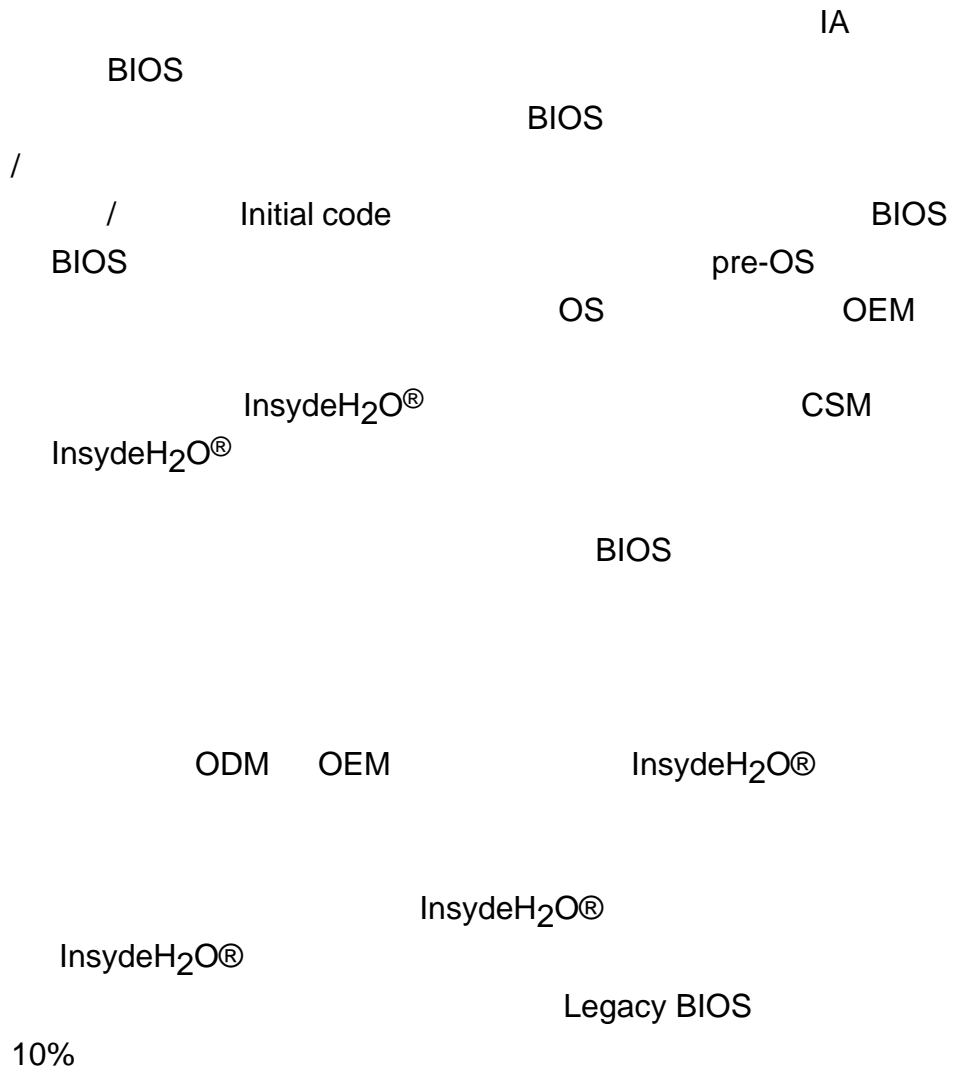 IA
BIOS
BIOS
/
/ Initial code BIOS
BIOS pre-OS
OS OEM
InsydeH2O® CSM
InsydeH2O®
BIOS
ODM OEM InsydeH2O®
InsydeH2O®
InsydeH2O®
Legacy BIOS
10%